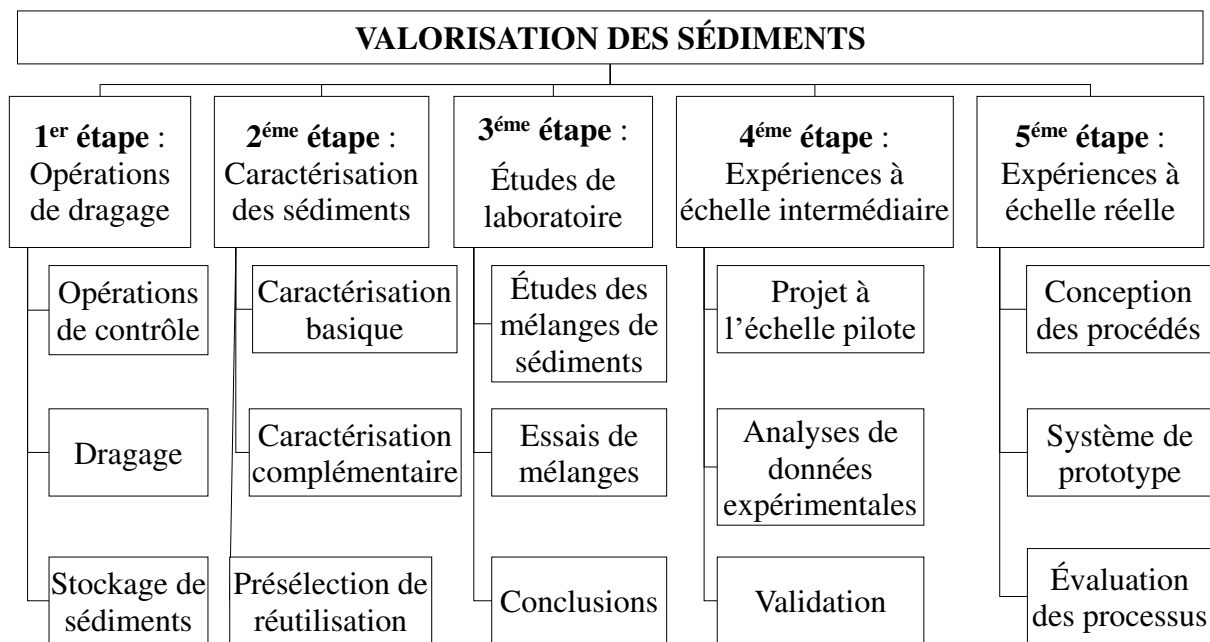 VALORISATION DES SÉDIMENTS
1er étape :
Opérations
de dragage
2éme étape :
Caractérisation
des sédiments
3éme étape :
Études de
laboratoire
4éme étape :
Expériences à
échelle intermédiaire
5éme étape :
Expériences à
échelle réelle
Opérations
de contrôle
Dragage
Stockage de
sédiments
Caractérisation
basique
Caractérisation
complémentaire
Présélection de
réutilisation
Études des
mélanges de
sédiments
Essais de
mélanges
Conclusions
Projet à
l’échelle pilote
Analyses de
données
expérimentales
Validation
Conception
des procédés
Système de
prototype
Évaluation
des processus